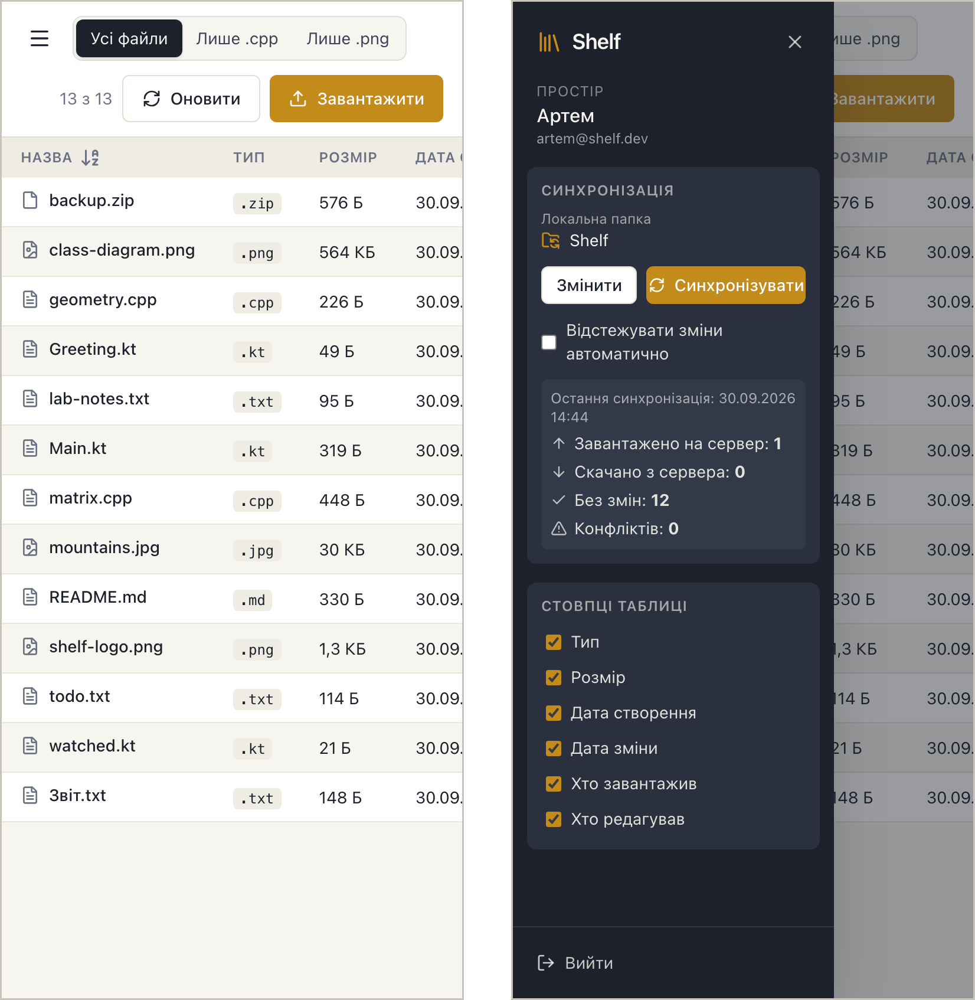 Усі файли Лише .cpp Лише .png
13 з 13 Оновити Завантажити
НАЗВА ТИП РОЗМІР ДАТА
backup.zip .zip 576 Б 30.09.
class-diagram.png .png 564 КБ 30.09.
geometry.cpp .cpp 226 Б 30.09.
Greeting.kt .kt 49 Б 30.09.
lab-notes.txt .txt 95 Б 30.09.
Main.kt .kt 319 Б 30.09.
matrix.cpp .cpp 448 Б 30.09.
mountains.jpg .jpg 30 КБ 30.09.
README.md .md 330 Б 30.09.
shelf-logo.png .png 1,3 КБ 30.09.
todo.txt .txt 114 Б 30.09.
watched.kt .kt 21 Б 30.09.
Звіт.txt .txt 148 Б 30.09.
Shelf
ПРОСТІР
Артем
artem@shelf.dev
СИНХРОНІЗАЦІЯ
Локальна папка
Shelf
Змінити Синхронізувати
Відстежувати зміни
автоматично
Остання синхронізація: 30.09.2026
14:44
Завантажено на сервер: 1
Скачано з сервера: 0
Без змін: 12
Конфліктів: 0
СТОВПЦІ ТАБЛИЦІ
Тип
Розмір
Дата створення
Дата зміни
Хто завантажив
Хто редагував
Вийти
.png
Завантажити
РОЗМІР ДАТА
576 Б 30.09.
564 КБ 30.09.
226 Б 30.09.
49 Б 30.09.
95 Б 30.09.
319 Б 30.09.
448 Б 30.09.
30 КБ 30.09.
330 Б 30.09.
1,3 КБ 30.09.
114 Б 30.09.
21 Б 30.09.
148 Б 30.09.